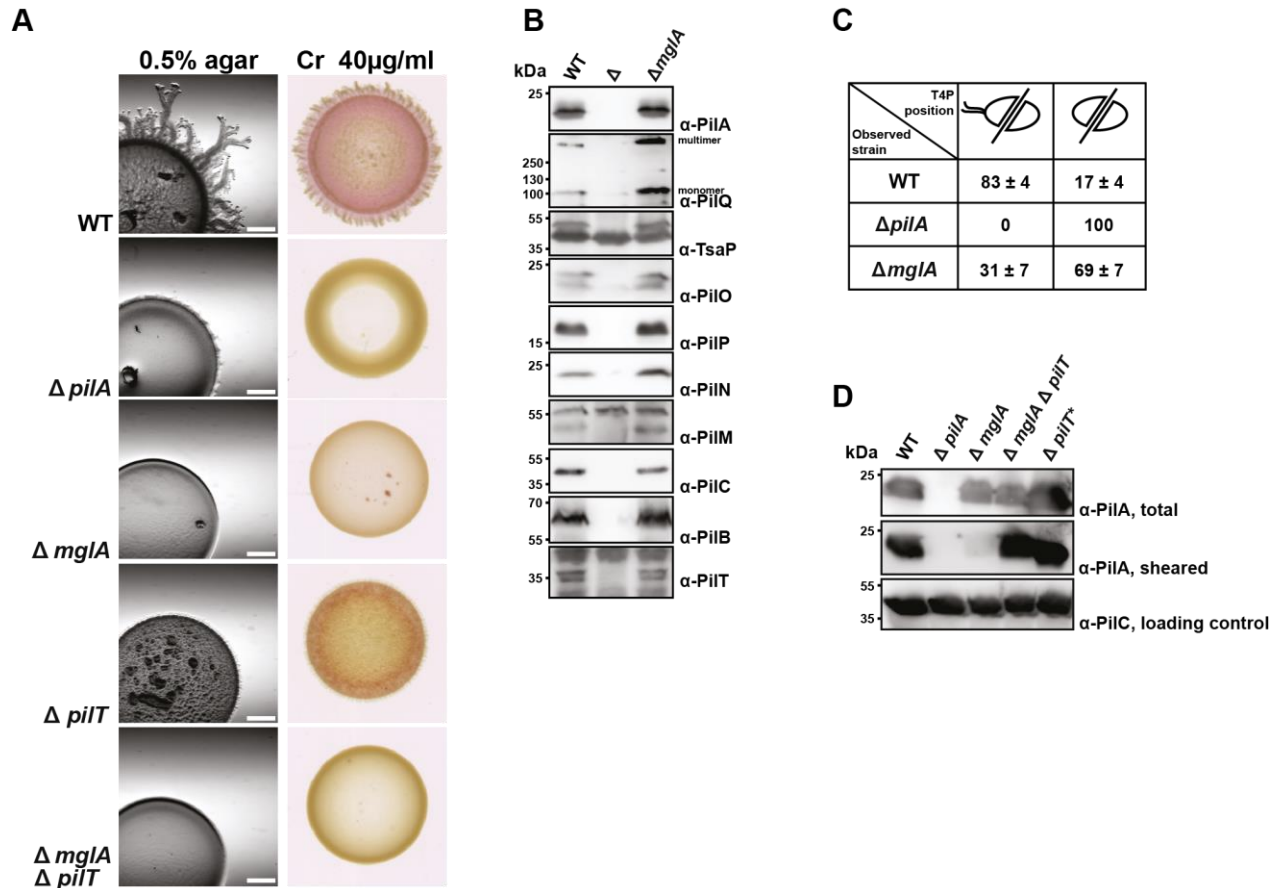 A
0.5% agar
Cr 40µg/ml
WT
Δ pilA
Δ mglA
Δ pilT
Δ mglA
Δ pilT
B
kDa
WT
Δ
ΔmglA
25
α-PilA
multimer
250
130
100
monomer
α-PilQ
55
35
α-TsaP
25
α-PilO
15
α-PilP
25
α-PilN
55
α-PilM
55
35
α-PilC
70
55
α-PilB
35
α-PilT
C
T4P
position
Observed
strain
WT 83 ± 4 17 ± 4
ΔpilA 0 100
ΔmglA 31 ± 7 69 ± 7
D
kDa
WT
Δ pilA
Δ mglA
Δ mglA Δ pilT
Δ pilT*
25
α-PilA, total
25
α-PilA, sheared
55
35
α-PilC, loading control